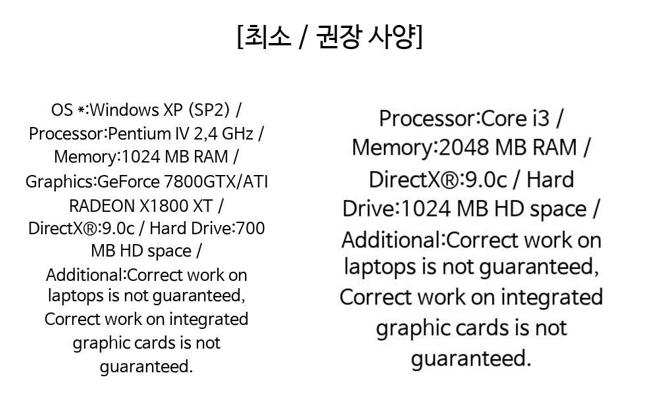 [최소 / 권장 사양]
OS *:Windows XP (SP2) /
Processor:Pentium IV 2,4 GHz /
Memory:1024 MB RAM /
Graphics:GeForce 7800GTX/ATI
RADEON X1800 XT /
DirectX®:9.0c / Hard Drive:700
MB HD space /
Additional:Correct work on
laptops is not guaranteed,
Correct work on integrated
graphic cards is not
guaranteed.
Processor:Core i3 /
Memory:2048 MB RAM /
DirectX®:9.0c / Hard
Drive:1024 MB HD space /
Additional:Correct work on
laptops is not guaranteed,
Correct work on integrated
graphic cards is not
guaranteed.